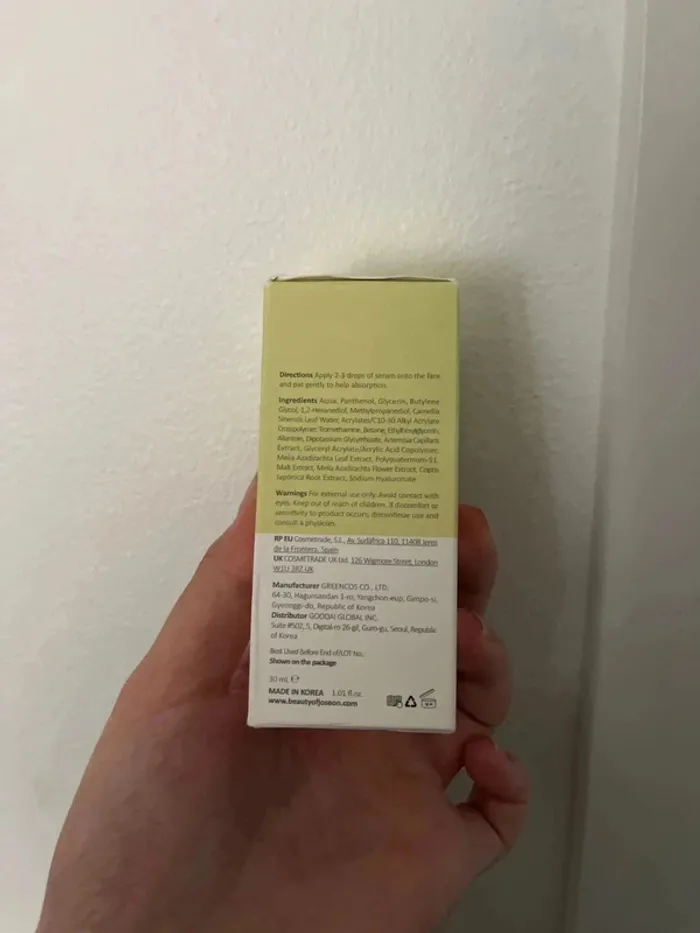 Directions Apply 2-3 drops of serum onto the face
and pat gently to help absorption.
Ingredients Aqua, Panthenol, Glycerin, Butylene
Glycol, 1,2-Hexanediol, Methylpropanediol, Camellia
Sinensis Leaf Water, Acrylates/C10-30 Alkyl Acrylate
Crosspolymer, Tromethamine, Betaine, Ethylhexylglycerin,
Allantoin, Dipotassium Glycyrrhizate, Artemisia Capillaris
Extract, Glyceryl Acrylate/Acrylic Acid Copolymer,
Melia Azadirachta Leaf Extract, Polyquaternium-51,
Malt Extract, Melia Azadirachta Flower Extract, Coptis
Japonica Root Extract, Sodium Hyaluronate
Warnings For external use only. Avoid contact with
eyes. Keep out of reach of children. If discomfort or
sensitivity to product occurs, discontinue use and
consult a physician.
RP EU Cosmetrade, S.L., Av. Sudáfrica 110, 11408 Jerez
de la Frontera, Spain
UK COSMETRADE UK Ltd. 126 Wigmore Street, London
W1U 3RZ UK
Manufacturer GREENCOS CO., LTD.
64-30, Hagunsandan 1-ro, Yangchon-eup, Gimpo-si,
Gyeonggi-do, Republic of Korea
Distributor GOODAI GLOBAL INC.
Suite #502, 5, Digital-ro 26-gil, Guro-gu, Seoul, Republic
of Korea
Best Used Before End of/LOT No.:
Shown on the package
30 mL ℮
MADE IN KOREA 1.01 fl.oz.
www.beautyofjoseon.com